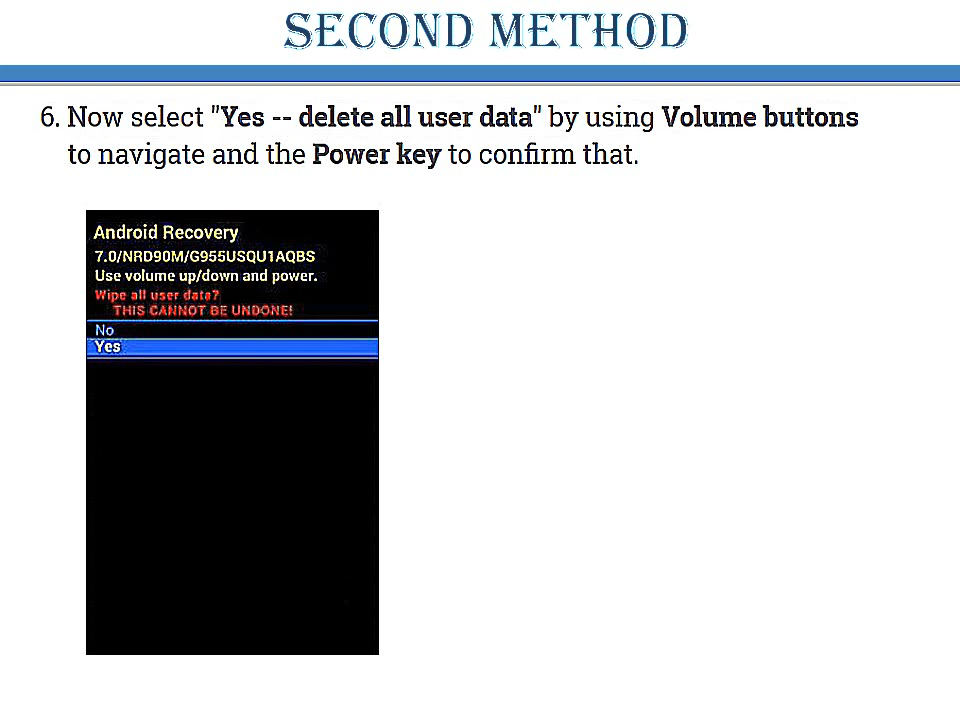 SECOND METHOD
6. Now select "Yes -- delete all user data" by using Volume buttons
to navigate and the Power key to confirm that.
Android Recovery
7.0/NRD90M/G955USQU1AQBS
Use volume up/down and power.
Wipe all user data?
THIS CANNOT BE UNDONE!
No
Yes